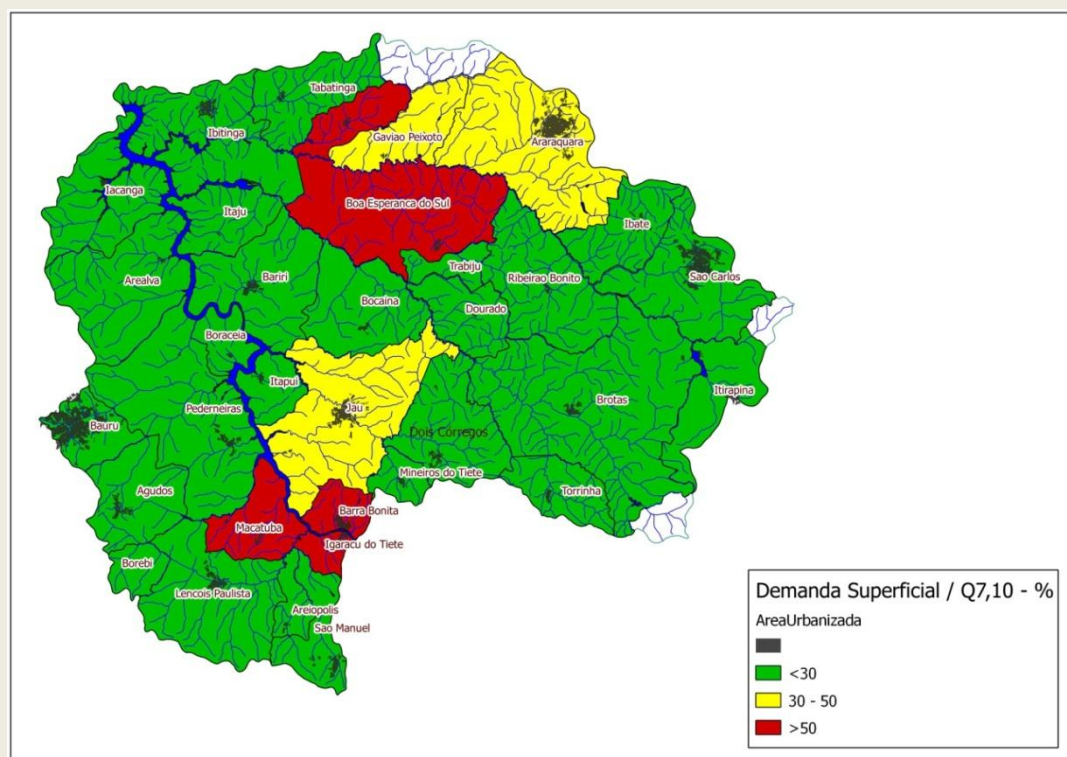 Tabatinga
Ibitinga
Gaviao Peixoto
Araraquara
Iacanga
Itaju
Boa Esperanca do Sul
Ibate
Arealva
Bariri
Trabiju
Ribeirao Bonito
Sao Carlos
Bocaina
Dourado
Boraceia
Itapui
Itirapina
Pederneiras
Jau
Brotas
Bauru
Dois Córregos
Mineiros do Tiete
Agudos
Torrinha
Barra Bonita
Macatuba
Igaracu do Tiete
Borebi
Lencois Paulista
Areiopolis
Sao Manuel
Demanda Superficial / Q7,10 - %
AreaUrbanizada
<30
30 - 50
>50